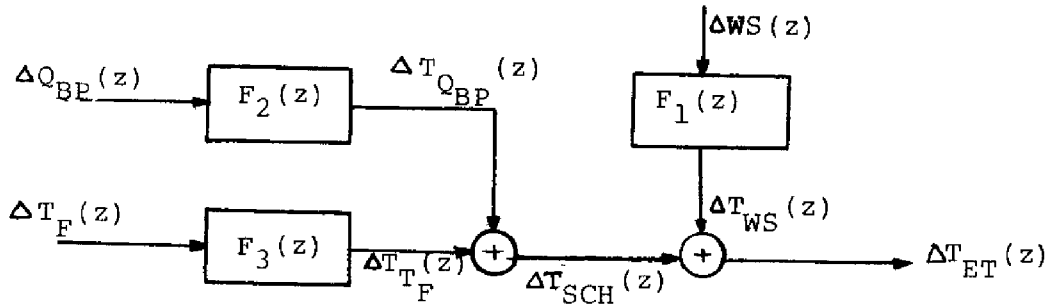 ΔWS(z)
ΔQ_BP(z)
F_2(z)
ΔT_Q_BP(z)
F_1(z)
ΔT_F(z)
F_3(z)
ΔT_T_F(z)
+
ΔT_SCH(z)
ΔT_WS(z)
+
ΔT_ET(z)